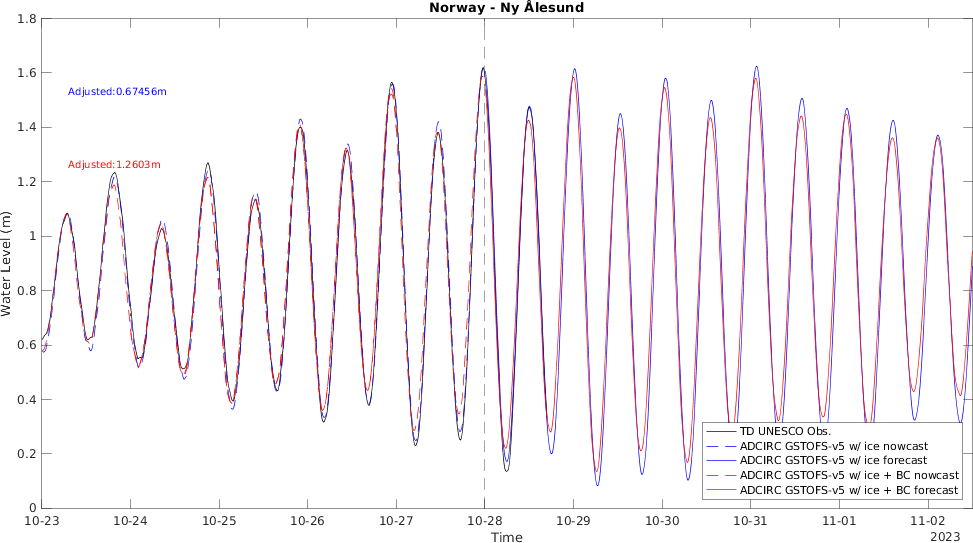 Norway - Ny Ålesund
1.8
1.6
1.4
1.2
1
0.8
0.6
0.4
0.2
0
Water Level (m)
Adjusted:0.67456m
Adjusted:1.2603m
TD UNESCO Obs.
ADCIRC GSTOFS-v5 w/ ice nowcast
ADCIRC GSTOFS-v5 w/ ice forecast
ADCIRC GSTOFS-v5 w/ ice + BC nowcast
ADCIRC GSTOFS-v5 w/ ice + BC forecast
10-23 10-24 10-25 10-26 10-27 10-28 10-29 10-30 10-31 11-01 11-02
Time
2023